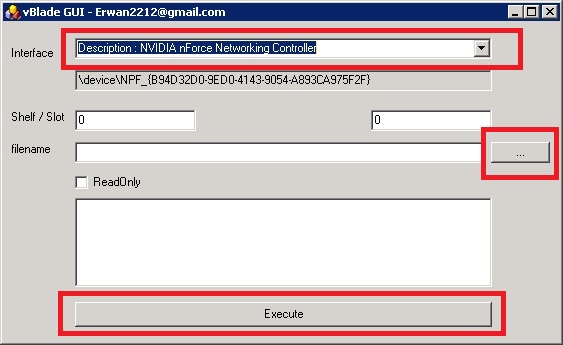 vBlade GUI - Erwan2212@gmail.com
Interface
Description : NVIDIA nForce Networking Controller
\device\NPF_{B94D32D0-9ED0-4143-9054-A893CA975F2F}
Shelf / Slot 0 0
filename ...
ReadOnly
Execute